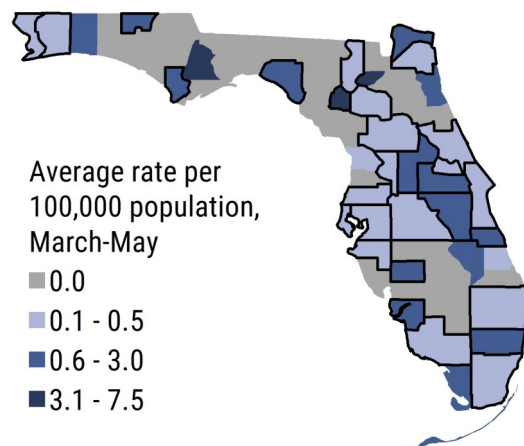 Average rate per
100,000 population,
March-May
0.0
0.1 - 0.5
0.6 - 3.0
3.1 - 7.5